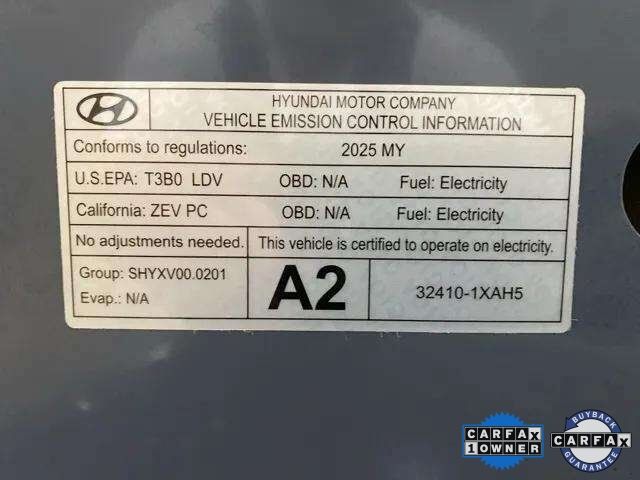 HYUNDAI MOTOR COMPANY
VEHICLE EMISSION CONTROL INFORMATION
Conforms to regulations: 2025 MY
U.S.EPA: T3B0 LDV OBD: N/A Fuel: Electricity
California: ZEV PC OBD: N/A Fuel: Electricity
No adjustments needed. This vehicle is certified to operate on electricity.
Group: SHYXV00.0201
Evap.: N/A
A2
32410-1XAH5
CARFAX
1 OWNER
BUYBACK
CARFAX
GUARANTEE